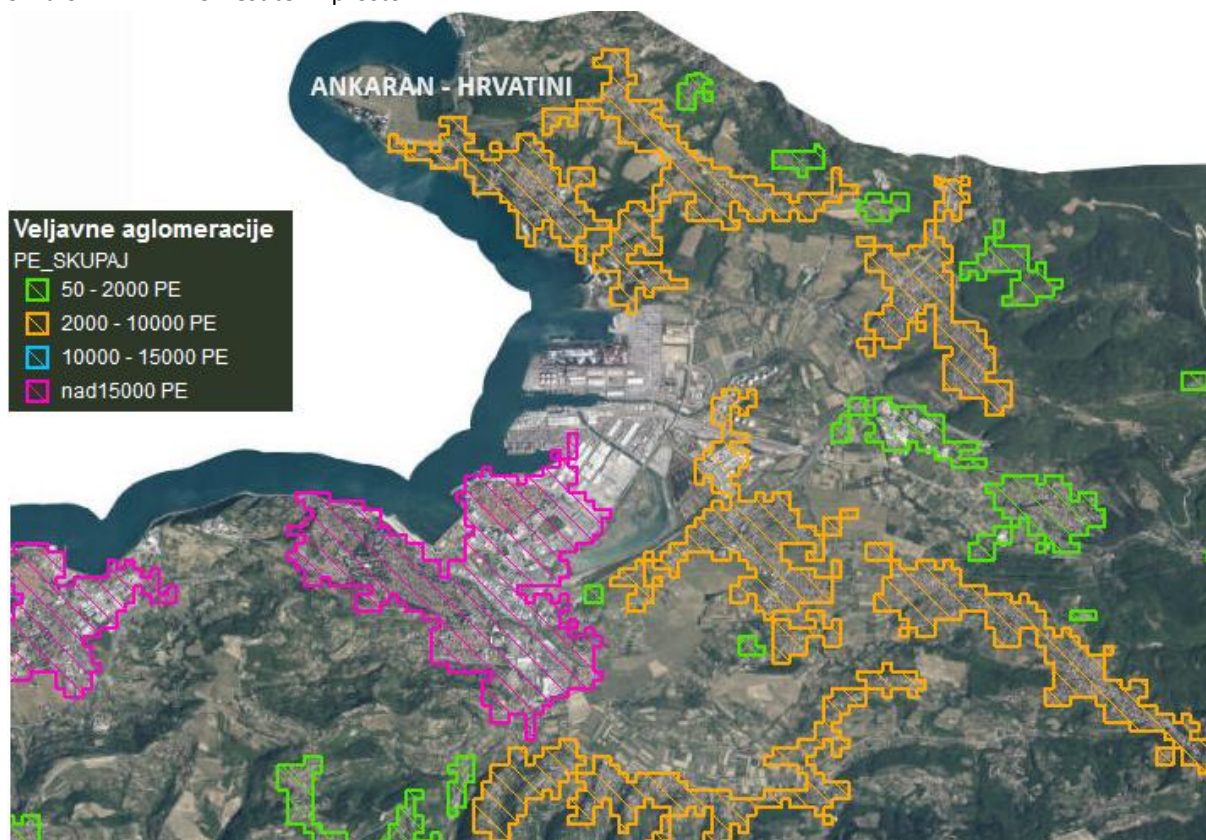 ANKARAN - HRVATINI
Veljavne aglomeracije
PE_SKUPAJ
50 - 2000 PE
2000 - 10000 PE
10000 - 15000 PE
nad15000 PE